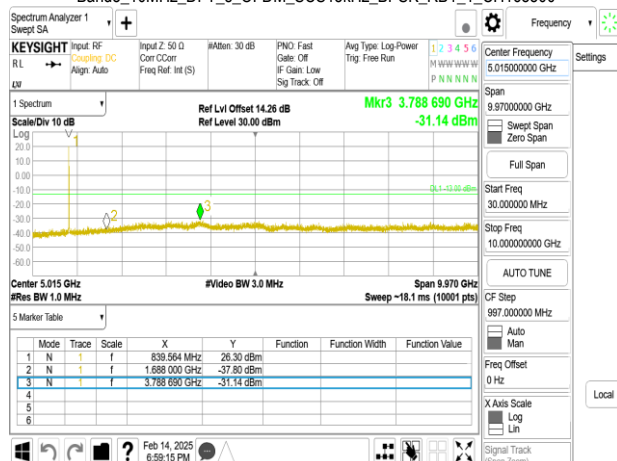 Spectrum Analyzer 1
Swept SA
Frequency
KEYSIGHT
RL
Input: RF
Coupling: DC
Align: Auto
Input Z: 50 Ω
Corr CCorr
Freq Ref: Int (S)
#Atten: 30 dB
PNO: Fast
Gate: Off
IF Gain: Low
Sig Track: Off
Avg Type: Log-Power
Trig: Free Run
1 2 3 4 5 6
M W W W W W
P N N N N N
Center Frequency
5.015000000 GHz
Settings
1 Spectrum
Scale/Div 10 dB
Ref Lvl Offset 14.26 dB
Ref Level 30.00 dBm
Mkr3 3.788 690 GHz
-31.14 dBm
Log
20.0
10.0
0.00
-10.0
-20.0
-30.0
-40.0
-50.0
-60.0
1
2
3
DL1 -13.00 dBm
Center 5.015 GHz
#Res BW 1.0 MHz
#Video BW 3.0 MHz
Span 9.970 GHz
Sweep ~18.1 ms (10001 pts)
5 Marker Table
Mode Trace Scale X Y Function Function Width Function Value
1 N 1 f 839.564 MHz 26.30 dBm
2 N 1 f 1.688 000 GHz -37.80 dBm
3 N 1 f 3.788 690 GHz -31.14 dBm
4
5
6
Span
9.97000000 GHz
Swept Span
Zero Span
Full Span
Start Freq
30.000000 MHz
Stop Freq
10.000000000 GHz
AUTO TUNE
CF Step
997.000000 MHz
Auto
Man
Freq Offset
0 Hz
X Axis Scale
Log
Lin
Signal Track
(Span Zoom)
Local
Feb 14, 2025
6:59:15 PM